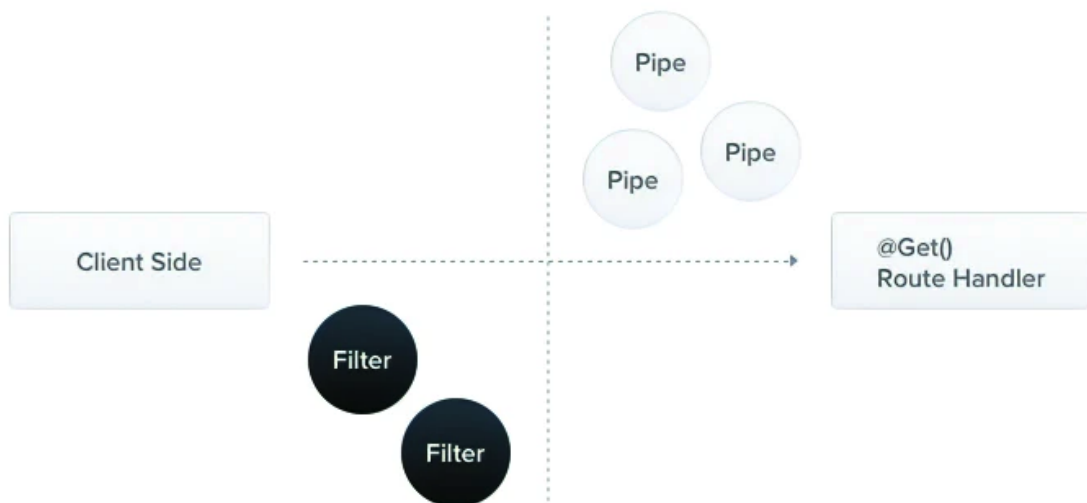 Pipe
Pipe
Pipe
Client Side
@Get()
Route Handler
Filter
Filter